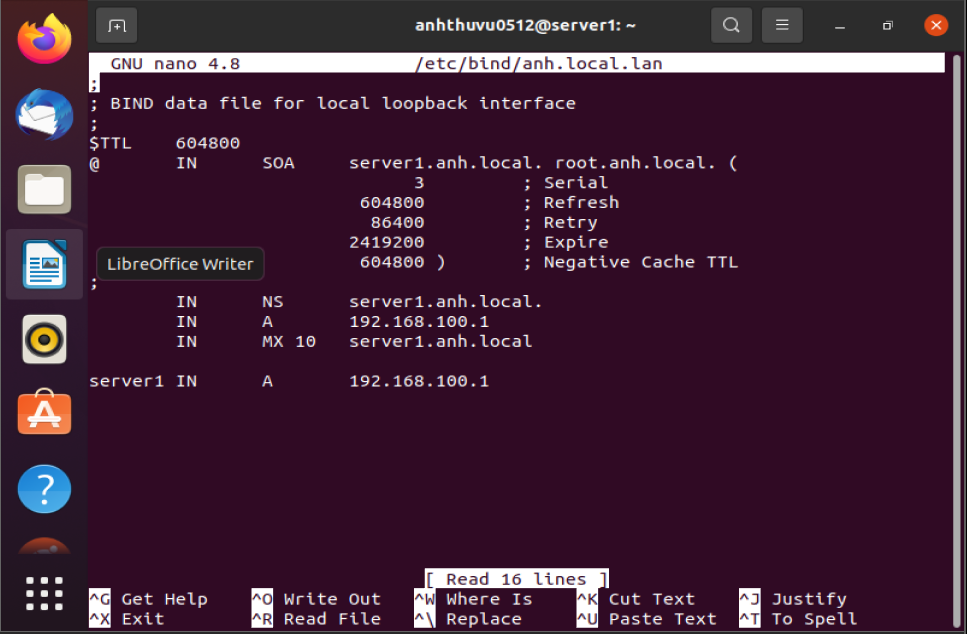 anhthuvu0512@server1: ~
GNU nano 4.8 /etc/bind/anh.local.lan
;
; BIND data file for local loopback interface
;
$TTL 604800
@ IN SOA server1.anh.local. root.anh.local. (
3 ; Serial
604800 ; Refresh
86400 ; Retry
2419200 ; Expire
604800 ) ; Negative Cache TTL
LibreOffice Writer
;
IN NS server1.anh.local.
IN A 192.168.100.1
IN MX 10 server1.anh.local
server1 IN A 192.168.100.1
[ Read 16 lines ]
^G Get Help ^O Write Out ^W Where Is ^K Cut Text ^J Justify
^X Exit ^R Read File ^\ Replace ^U Paste Text ^T To Spell